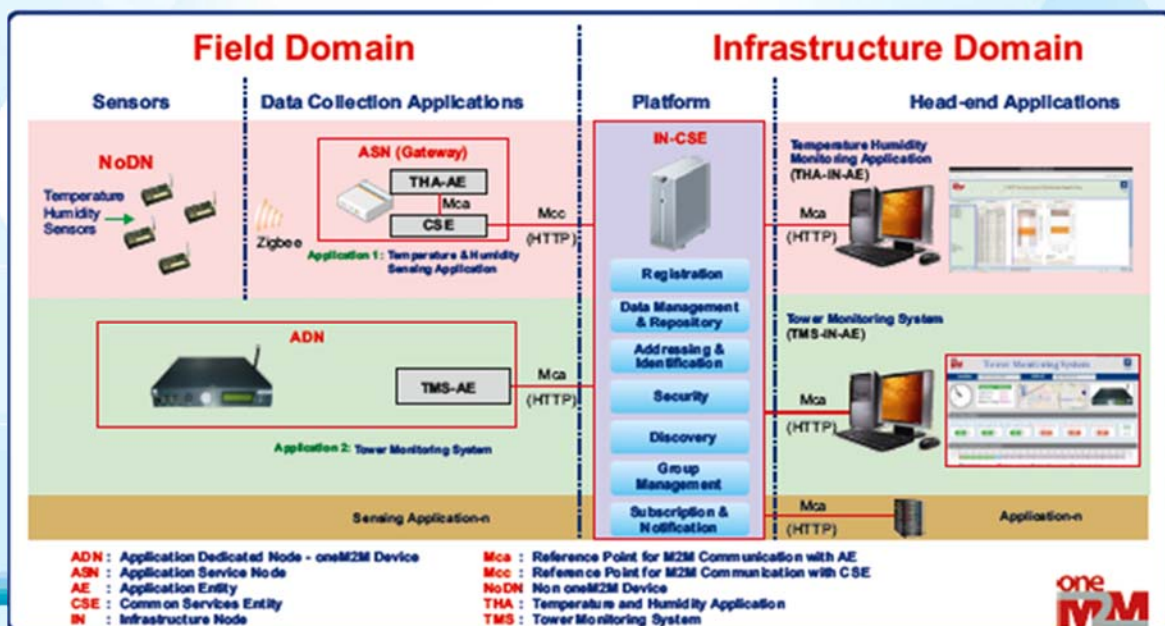 Field Domain
Infrastructure Domain
Sensors
Data Collection Applications
Platform
Head-end Applications
NoDN
Temperature
Humidity
Sensors
Zigbee
ASN (Gateway)
THA-AE
Mca
CSE
Application 1: Temperature & Humidity
Sensing Application
Mcc
(HTTP)
IN-CSE
Mca
(HTTP)
Temperature Humidity
Monitoring Application
(THA-IN-AE)
Registration
Data Management
& Repository
Addressing &
Identification
Security
Discovery
Group
Management
Subscription &
Notification
ADN
TMS-AE
Mca
(HTTP)
Application 2: Tower Monitoring System
Tower Monitoring System
(TMS-IN-AE)
Mca
(HTTP)
Tower Monitoring System
Sensing Application-n
Mca
(HTTP)
Application-n
ADN : Application Dedicated Node - oneM2M Device
ASN : Application Service Node
AE : Application Entity
CSE : Common Services Entity
IN : Infrastructure Node
Mca : Reference Point for M2M Communication with AE
Mcc : Reference Point for M2M Communication with CSE
NoDN : Non oneM2M Device
THA : Temperature and Humidity Application
TMS : Tower Monitoring System
one
M2M